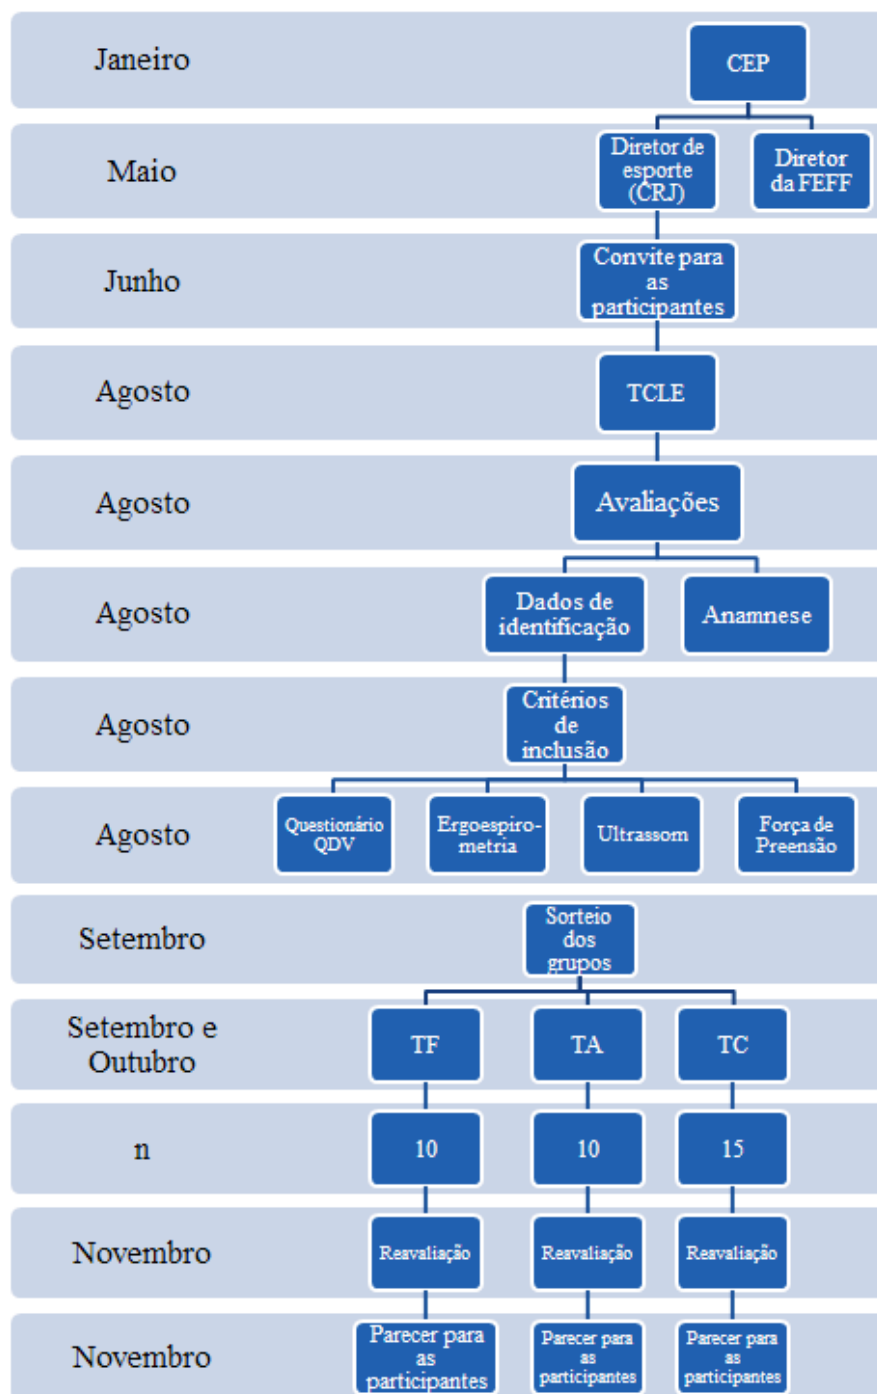 Janeiro
CEP
Maio
Diretor de
esporte
(CRJ)
Diretor
da FEFF
Junho
Convite para
as
participantes
Agosto
TCLE
Agosto
Avaliações
Agosto
Dados de
identificação
Anamnese
Agosto
Critérios
de
inclusão
Agosto
Questionário
QDV
Ergoespiro-
metria
Ultrassom
Força de
Preensão
Setembro
Sorteio
dos
grupos
Setembro e
Outubro
TF
TA
TC
n
10
10
15
Novembro
Reavaliação
Reavaliação
Reavaliação
Novembro
Parecer para
as
participantes
Parecer para
as
participantes
Parecer para
as
participantes